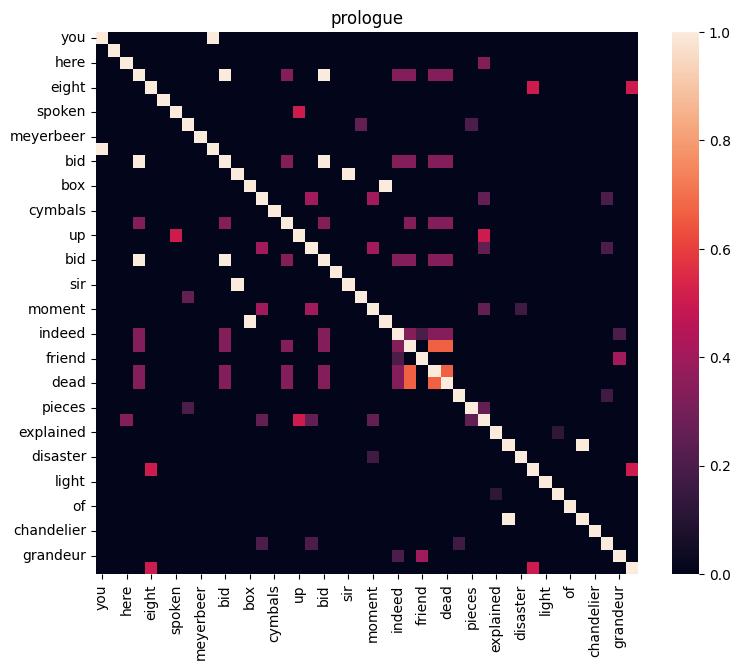 prologue
you
here
eight
spoken
meyerbeer
bid
box
cymbals
up
bid
sir
moment
indeed
friend
dead
pieces
explained
disaster
light
of
chandelier
grandeur
1.0
0.8
0.6
0.4
0.2
0.0
you
here
eight
spoken
meyerbeer
bid
box
cymbals
up
bid
sir
moment
indeed
friend
dead
pieces
explained
disaster
light
of
chandelier
grandeur